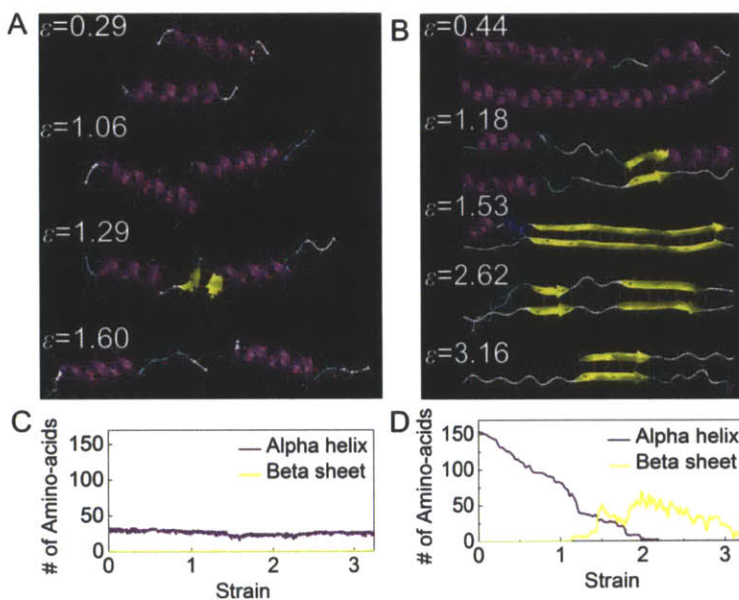 A
ε=0.29
ε=1.06
ε=1.29
ε=1.60
B
ε=0.44
ε=1.18
ε=1.53
ε=2.62
ε=3.16
C
# of Amino-acids
150
100
50
0
Alpha helix
Beta sheet
0 1 2 3
Strain
D
# of Amino-acids
150
100
50
0
Alpha helix
Beta sheet
0 1 2 3
Strain